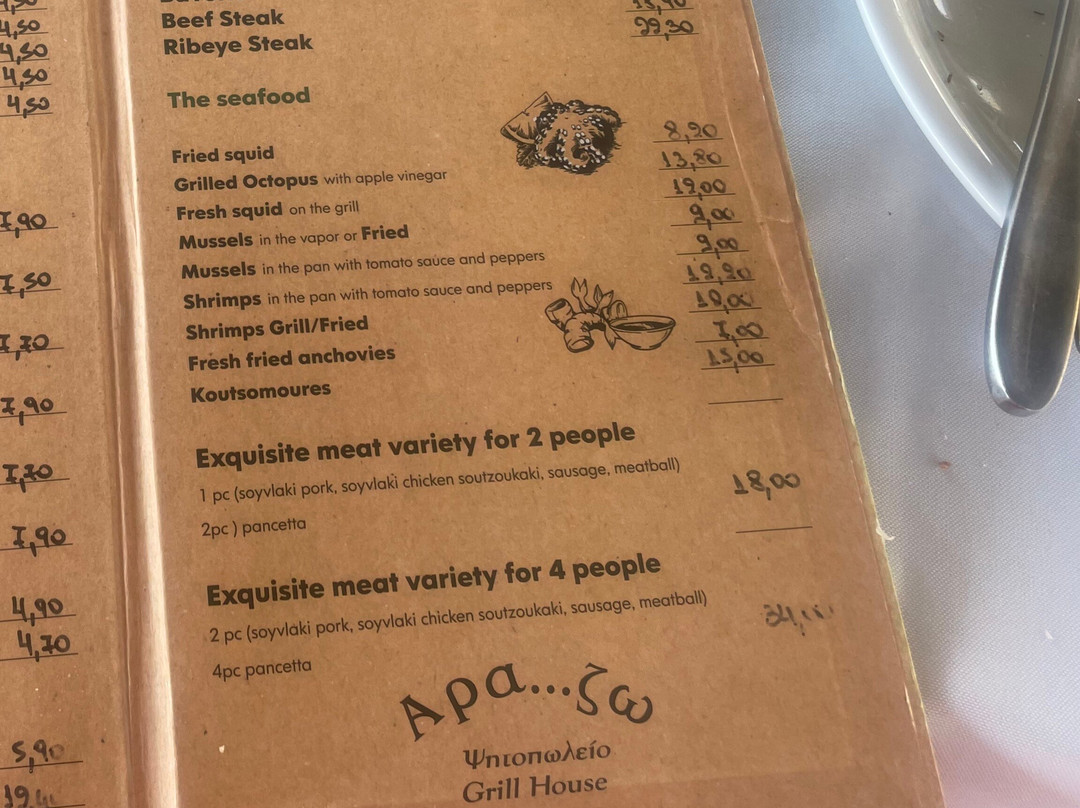 4,50
4,50
4,50
4,50
7,90
7,50
7,70
7,90
7,70
7,90
4,90
4,70
5,90
Beef Steak
Ribeye Steak
The seafood
Fried squid
Grilled Octopus with apple vinegar 13,80
Fresh squid on the grill
Mussels in the vapor or Fried 9,00
Mussels in the pan with tomato sauce and peppers 9,00
Shrimps in the pan with tomato sauce and peppers
Shrimps Grill/Fried
Fresh fried anchovies 7,00
Koutsomoures 15,00
Exquisite meat variety for 2 people
1 pc (soyvlaki pork, soyvlaki chicken soutzoukaki, sausage, meatball) 18,00
2pc ) pancetta
Exquisite meat variety for 4 people
2 pc (soyvlaki pork, soyvlaki chicken soutzoukaki, sausage, meatball)
4pc pancetta
Αρα...ζω
Ψητοπωλείο
Grill House